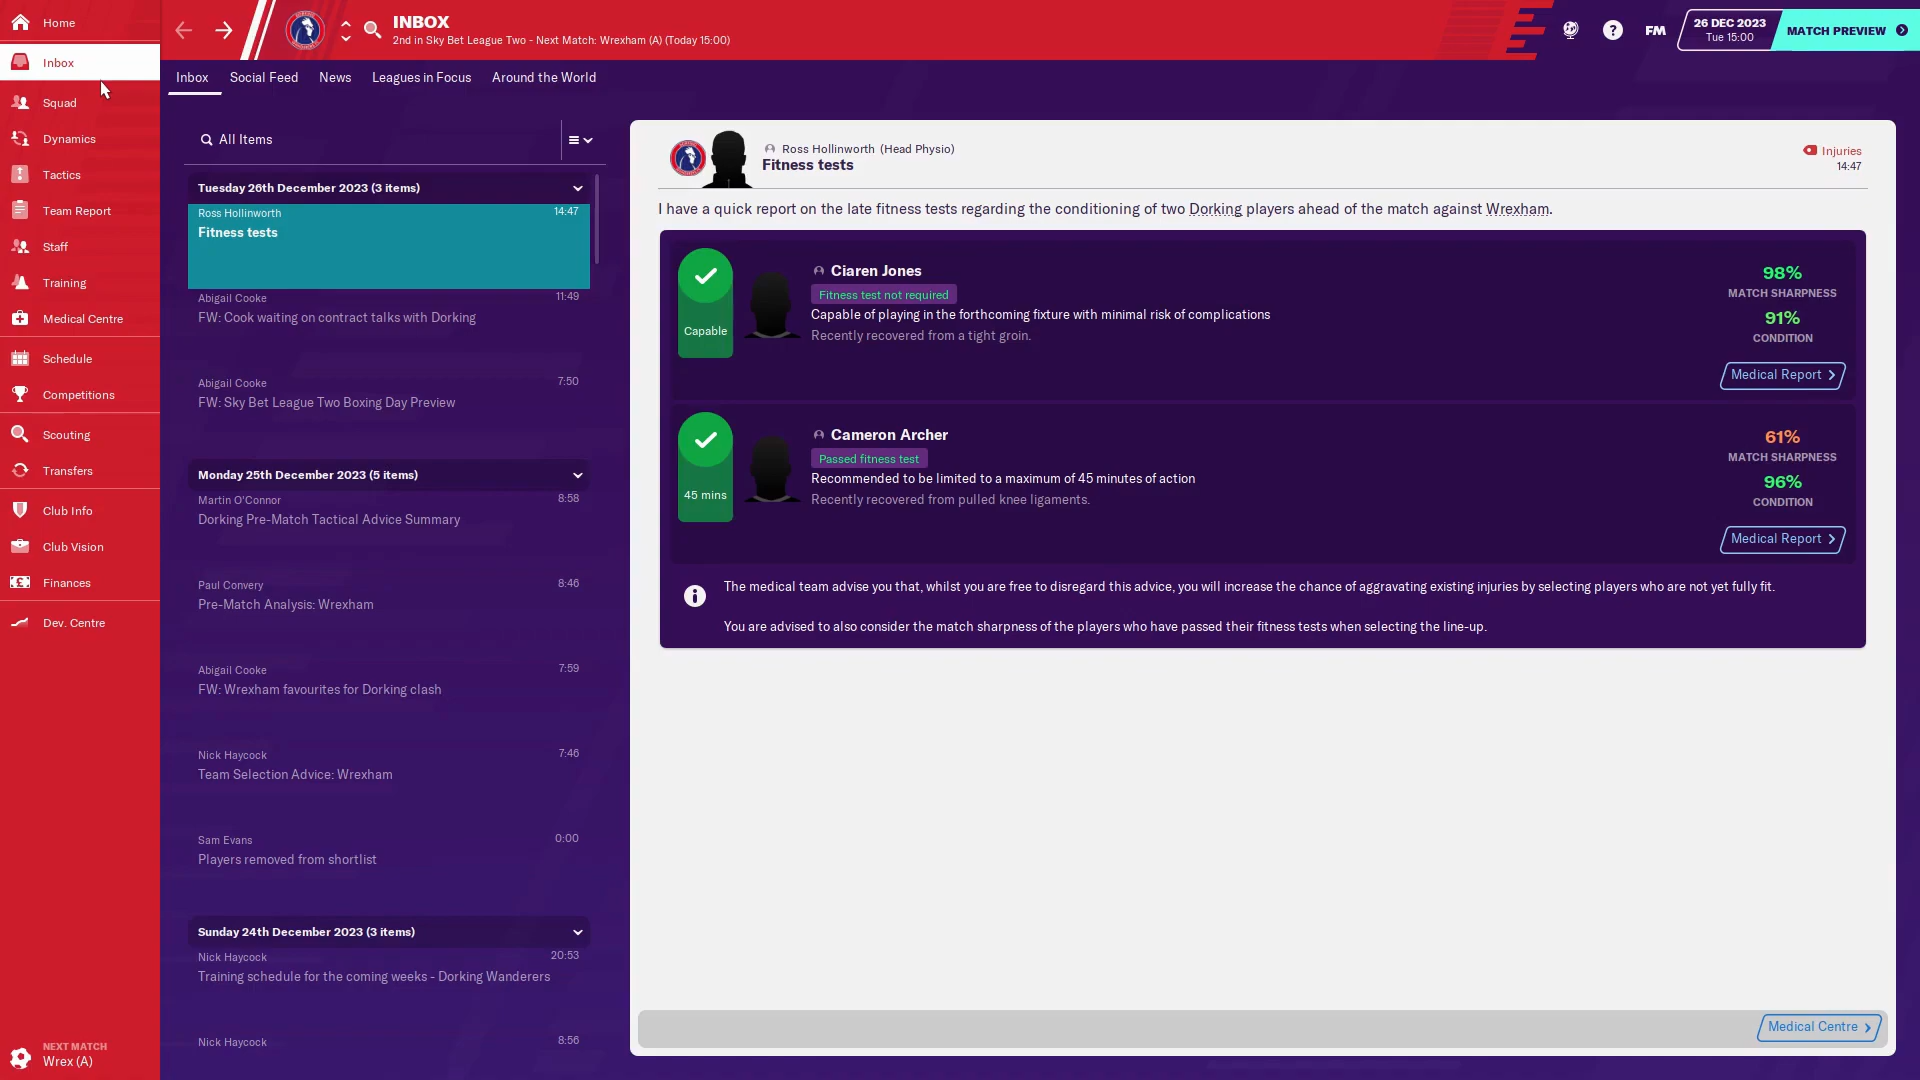 Home
Inbox
Squad
Dynamics
Tactics
Team Report
Staff
Training
Medical Centre
Schedule
Competitions
Scouting
Transfers
Club Info
Club Vision
Finances
Dev. Centre
NEXT MATCH
Wrex (A)
INBOX
2nd in Sky Bet League Two - Next Match: Wrexham (A) (Today 15:00)
?
FM
26 DEC 2023
Tue 15:00
MATCH PREVIEW
Inbox Social Feed News Leagues in Focus Around the World
All Items
Tuesday 26th December 2023 (3 items)
Ross Hollinworth 14:47
Fitness tests
Abigail Cooke 11:49
FW: Cook waiting on contract talks with Dorking
Abigail Cooke 7:50
FW: Sky Bet League Two Boxing Day Preview
Monday 25th December 2023 (5 items)
Martin O'Connor 8:58
Dorking Pre-Match Tactical Advice Summary
Paul Convery 8:46
Pre-Match Analysis: Wrexham
Abigail Cooke 7:59
FW: Wrexham favourites for Dorking clash
Nick Haycock 7:46
Team Selection Advice: Wrexham
Sam Evans 0:00
Players removed from shortlist
Sunday 24th December 2023 (3 items)
Nick Haycock 20:53
Training schedule for the coming weeks - Dorking Wanderers
Nick Haycock 8:56
Ross Hollinworth (Head Physio)
Fitness tests
Injuries
14:47
I have a quick report on the late fitness tests regarding the conditioning of two Dorking players ahead of the match against Wrexham.
Capable
Ciaren Jones
Fitness test not required
Capable of playing in the forthcoming fixture with minimal risk of complications
Recently recovered from a tight groin.
98%
MATCH SHARPNESS
91%
CONDITION
Medical Report
45 mins
Cameron Archer
Passed fitness test
Recommended to be limited to a maximum of 45 minutes of action
Recently recovered from pulled knee ligaments.
61%
MATCH SHARPNESS
96%
CONDITION
Medical Report
The medical team advise you that, whilst you are free to disregard this advice, you will increase the chance of aggravating existing injuries by selecting players who are not yet fully fit.
You are advised to also consider the match sharpness of the players who have passed their fitness tests when selecting the line-up.
Medical Centre